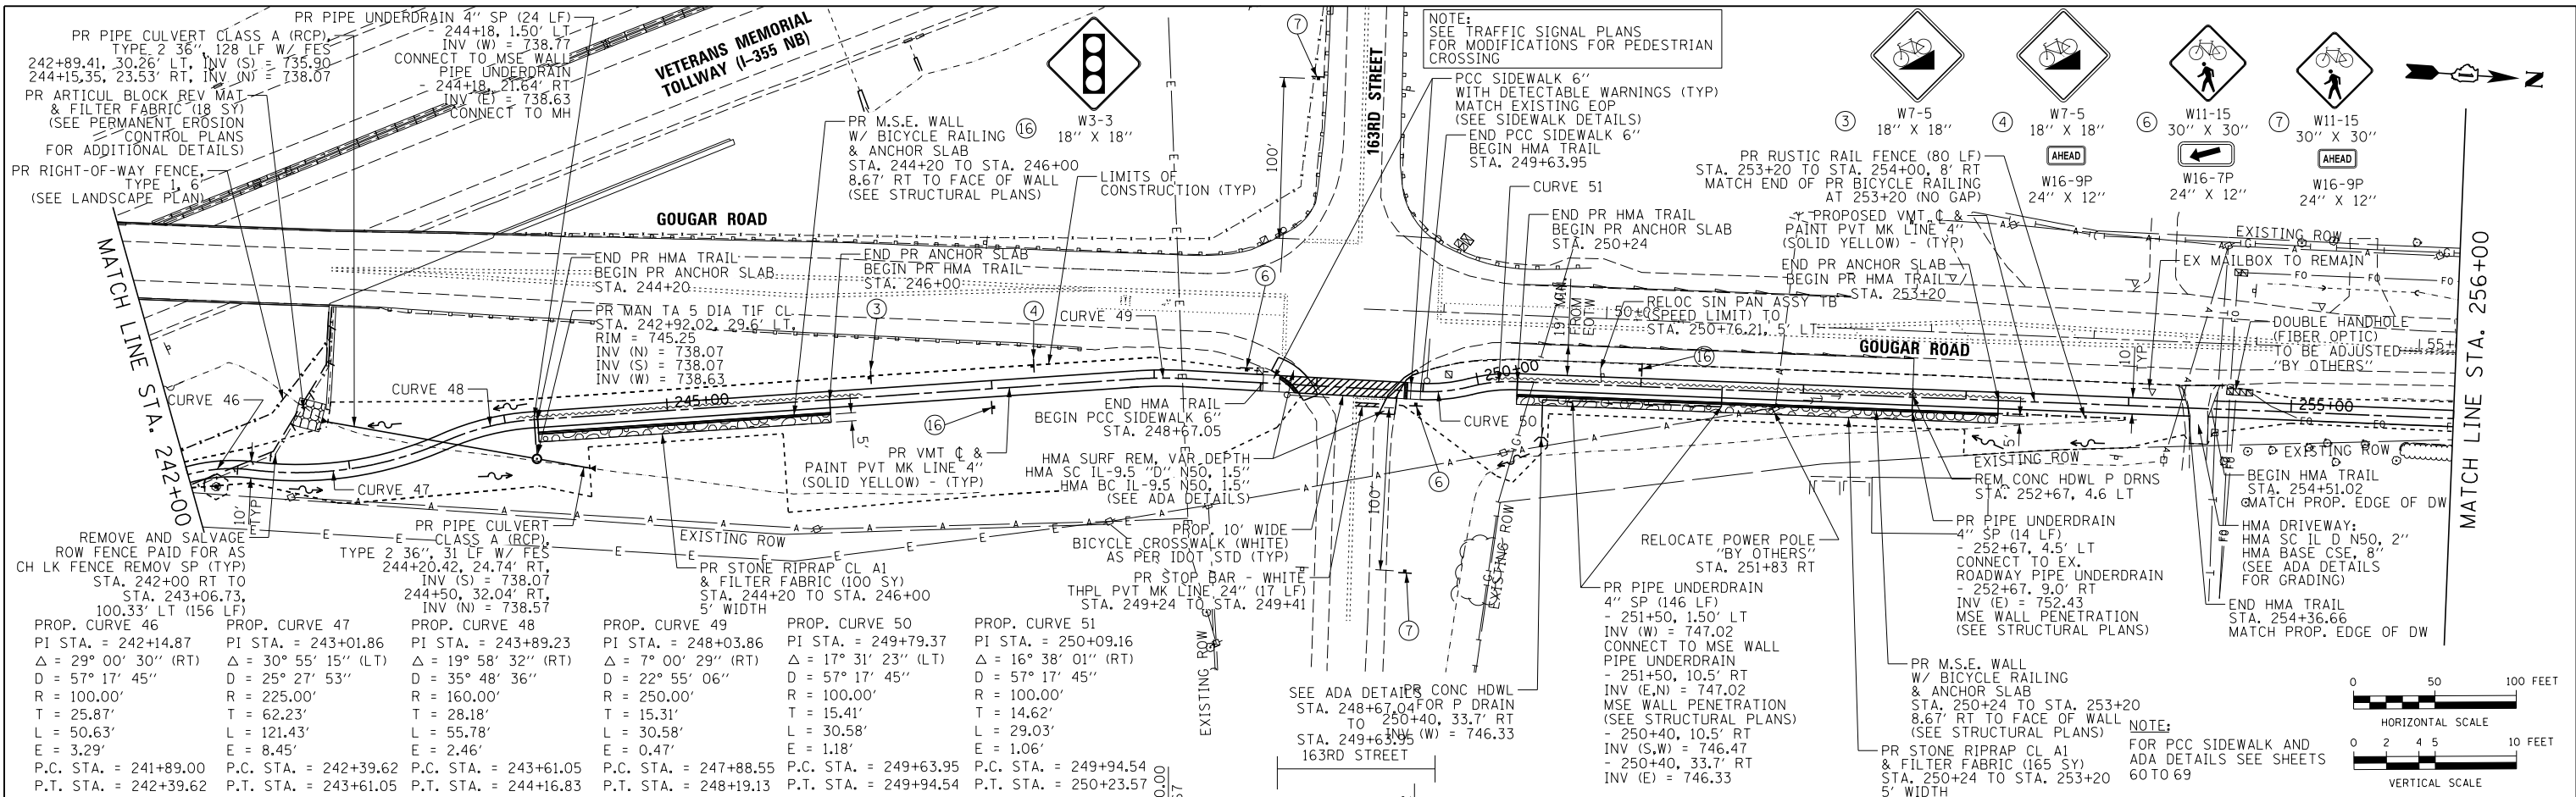 PR PIPE CULVERT CLASS A (RCP),
TYPE 2 36", 128 LF W/ FES
242+89.41, 30.26' LT, INV (S) = 735.90
244+15.35, 23.53' RT, INV (N) = 738.07
PR ARTICUL BLOCK REV MAT
& FILTER FABRIC (18 SY)
(SEE PERMANENT EROSION
CONTROL PLANS
FOR ADDITIONAL DETAILS)
PR RIGHT-OF-WAY FENCE,
TYPE 1, 6'
(SEE LANDSCAPE PLAN)
PR PIPE UNDERDRAIN 4" SP (24 LF)
- 244+18, 1.50' LT
INV (W) = 738.77
CONNECT TO MSE WALL
PIPE UNDERDRAIN
- 244+18, 21.64' RT
INV (E) = 738.63
CONNECT TO MH
VETERANS MEMORIAL
TOLLWAY (I-355 NB)
PR M.S.E. WALL
W/ BICYCLE RAILING
& ANCHOR SLAB
STA. 244+20 TO STA. 246+00
8.67' RT TO FACE OF WALL
(SEE STRUCTURAL PLANS)
16
W3-3
18" X 18"
LIMITS OF
CONSTRUCTION (TYP)
7
100'
163RD STREET
NOTE:
SEE TRAFFIC SIGNAL PLANS
FOR MODIFICATIONS FOR PEDESTRIAN
CROSSING
PCC SIDEWALK 6"
WITH DETECTABLE WARNINGS (TYP)
MATCH EXISTING EOP
(SEE SIDEWALK DETAILS)
END PCC SIDEWALK 6"
BEGIN HMA TRAIL
STA. 249+63.95
CURVE 51
END PR HMA TRAIL
BEGIN PR ANCHOR SLAB
STA. 250+24
3
W7-5
18" X 18"
4
W7-5
18" X 18"
AHEAD
W16-9P
24" X 12"
6
W11-15
30" X 30"
W16-7P
24" X 12"
7
W11-15
30" X 30"
AHEAD
W16-9P
24" X 12"
N
PR RUSTIC RAIL FENCE (80 LF)
STA. 253+20 TO STA. 254+00, 8' RT
MATCH END OF PR BICYCLE RAILING
AT 253+20 (NO GAP)
PROPOSED VMT ℄ &
PAINT PVT MK LINE 4"
(SOLID YELLOW) - (TYP)
END PR ANCHOR SLAB
BEGIN PR HMA TRAIL
STA. 253+20
EXISTING ROW
EX MAILBOX TO REMAIN
DOUBLE HANDHOLE
(FIBER OPTIC)
TO BE ADJUSTED
"BY OTHERS"
MATCH LINE STA. 256+00
MATCH LINE STA. 242+00
GOUGAR ROAD
END PR HMA TRAIL
BEGIN PR ANCHOR SLAB
STA. 244+20
END PR ANCHOR SLAB
BEGIN PR HMA TRAIL
STA. 246+00
PR MAN TA 5 DIA T1F CL
STA. 242+92.02, 29.6' LT,
RIM = 745.25
INV (N) = 738.07
INV (S) = 738.07
INV (W) = 738.63
3
4
6
CURVE 49
RELOC SIN PAN ASSY TB
(SPEED LIMIT) TO
STA. 250+76.21, 5' LT
FROM
EOTW
16
GOUGAR ROAD
10'
TYP
CURVE 46
CURVE 48
245+00
250+00
255+00
CURVE 50
CURVE 47
16
5'
5'
PR VMT ℄ &
PAINT PVT MK LINE 4"
(SOLID YELLOW) - (TYP)
END HMA TRAIL
BEGIN PCC SIDEWALK 6"
STA. 248+67.05
HMA SURF REM, VAR DEPTH
HMA SC IL-9.5 "D" N50, 1.5"
HMA BC IL-9.5 N50, 1.5"
(SEE ADA DETAILS)
6
100'
7
10'
TYP
EXISTING ROW
EXISTING ROW
REM CONC HDWL P DRNS
STA. 252+67, 4.6 LT
EXISTING ROW
BEGIN HMA TRAIL
STA. 254+51.02
MATCH PROP. EDGE OF DW
HMA DRIVEWAY:
HMA SC IL D N50, 2"
HMA BASE CSE, 8"
(SEE ADA DETAILS
FOR GRADING)
END HMA TRAIL
STA. 254+36.66
MATCH PROP. EDGE OF DW
REMOVE AND SALVAGE
ROW FENCE PAID FOR AS
CH LK FENCE REMOV SP (TYP)
STA. 242+00 RT TO
STA. 243+06.73,
100.33' LT (156 LF)
PR PIPE CULVERT
CLASS A (RCP),
TYPE 2 36", 31 LF W/ FES
244+20.42, 24.74' RT,
INV (S) = 738.07
244+50, 32.04' RT,
INV (N) = 738.57
PR STONE RIPRAP CL A1
& FILTER FABRIC (100 SY)
STA. 244+20 TO STA. 246+00
5' WIDTH
PROP. 10' WIDE
BICYCLE CROSSWALK (WHITE)
AS PER IDOT STD (TYP)
PR STOP BAR - WHITE
THPL PVT MK LINE 24" (17 LF)
STA. 249+24 TO STA. 249+41
EXISTING ROW
EXISTING ROW
RELOCATE POWER POLE
"BY OTHERS"
STA. 251+83 RT
PR PIPE UNDERDRAIN
4" SP (146 LF)
- 251+50, 1.50' LT
INV (W) = 747.02
CONNECT TO MSE WALL
PIPE UNDERDRAIN
- 251+50, 10.5' RT
INV (E,N) = 747.02
MSE WALL PENETRATION
(SEE STRUCTURAL PLANS)
- 250+40, 10.5' RT
INV (S,W) = 746.47
- 250+40, 33.7' RT
INV (E) = 746.33
PR PIPE UNDERDRAIN
4" SP (14 LF)
- 252+67, 4.5' LT
CONNECT TO EX.
ROADWAY PIPE UNDERDRAIN
- 252+67, 9.0' RT
INV (E) = 752.43
MSE WALL PENETRATION
(SEE STRUCTURAL PLANS)
PR M.S.E. WALL
W/ BICYCLE RAILING
& ANCHOR SLAB
STA. 250+24 TO STA. 253+20
8.67' RT TO FACE OF WALL
(SEE STRUCTURAL PLANS)
PR STONE RIPRAP CL A1
& FILTER FABRIC (165 SY)
STA. 250+24 TO STA. 253+20
5' WIDTH
SEE ADA DETAILS
STA. 248+67.04
TO
STA. 249+63.95
163RD STREET
PR CONC HDWL
FOR P DRAIN
250+40, 33.7' RT
INV (W) = 746.33
PROP. CURVE 46
PI STA. = 242+14.87
Δ = 29° 00' 30" (RT)
D = 57° 17' 45"
R = 100.00'
T = 25.87'
L = 50.63'
E = 3.29'
P.C. STA. = 241+89.00
P.T. STA. = 242+39.62
PROP. CURVE 47
PI STA. = 243+01.86
Δ = 30° 55' 15" (LT)
D = 25° 27' 53"
R = 225.00'
T = 62.23'
L = 121.43'
E = 8.45'
P.C. STA. = 242+39.62
P.T. STA. = 243+61.05
PROP. CURVE 48
PI STA. = 243+89.23
Δ = 19° 58' 32" (RT)
D = 35° 48' 36"
R = 160.00'
T = 28.18'
L = 55.78'
E = 2.46'
P.C. STA. = 243+61.05
P.T. STA. = 244+16.83
PROP. CURVE 49
PI STA. = 248+03.86
Δ = 7° 00' 29" (RT)
D = 22° 55' 06"
R = 250.00'
T = 15.31'
L = 30.58'
E = 0.47'
P.C. STA. = 247+88.55
P.T. STA. = 248+19.13
PROP. CURVE 50
PI STA. = 249+79.37
Δ = 17° 31' 23" (LT)
D = 57° 17' 45"
R = 100.00'
T = 15.41'
L = 30.58'
E = 1.18'
P.C. STA. = 249+63.95
P.T. STA. = 249+94.54
PROP. CURVE 51
PI STA. = 250+09.16
Δ = 16° 38' 01" (RT)
D = 57° 17' 45"
R = 100.00'
T = 14.62'
L = 29.03'
E = 1.06'
P.C. STA. = 249+94.54
P.T. STA. = 250+23.57
NOTE:
FOR PCC SIDEWALK AND
ADA DETAILS SEE SHEETS
60 TO 69
0 50 100 FEET
HORIZONTAL SCALE
0 2 4 5 10 FEET
VERTICAL SCALE